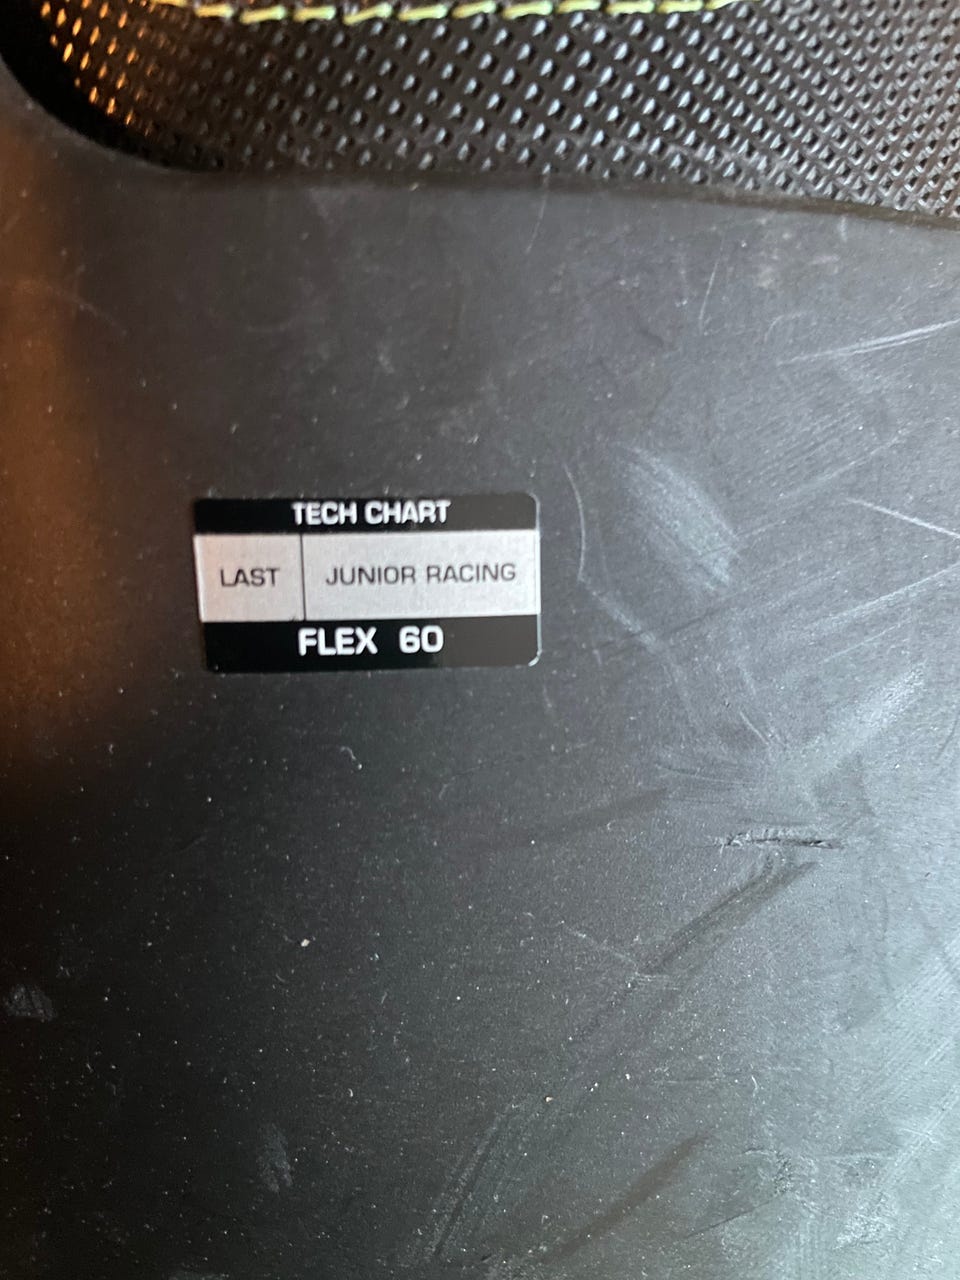 TECH CHART
LAST JUNIOR RACING
FLEX 60